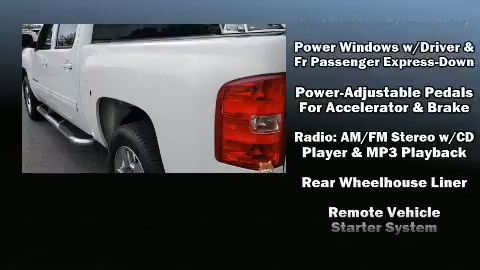 Power Windows w/Driver &
Fr Passenger Express-Down
Power-Adjustable Pedals
For Accelerator & Brake
Radio: AM/FM Stereo w/CD
Player & MP3 Playback
Rear Wheelhouse Liner
Remote Vehicle
Starter System